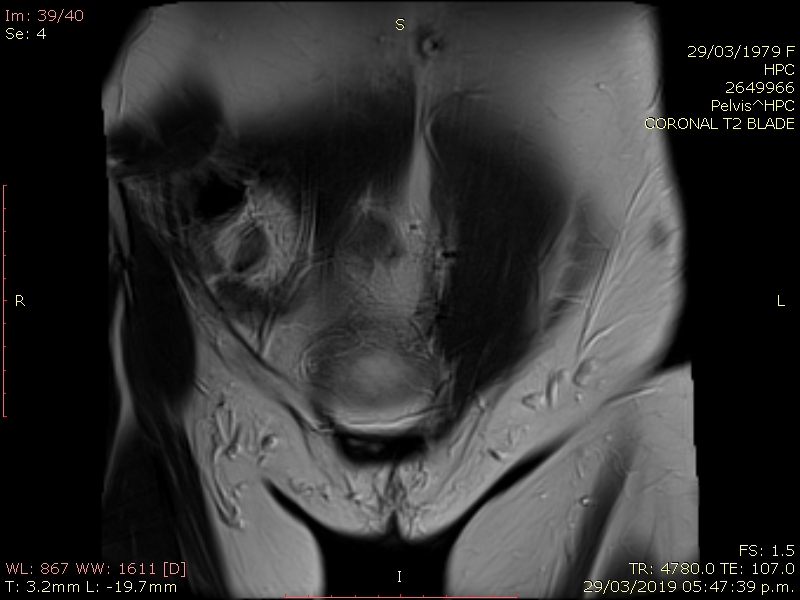 Im: 39/40
Se: 4
S
29/03/1979 F
HPC
2649966
Pelvis^HPC
CORONAL T2 BLADE
R
L
WL: 867 WW: 1611 [D]
T: 3.2mm L: -19.7mm
I
FS: 1.5
TR: 4780.0 TE: 107.0
29/03/2019 05:47:39 p.m.